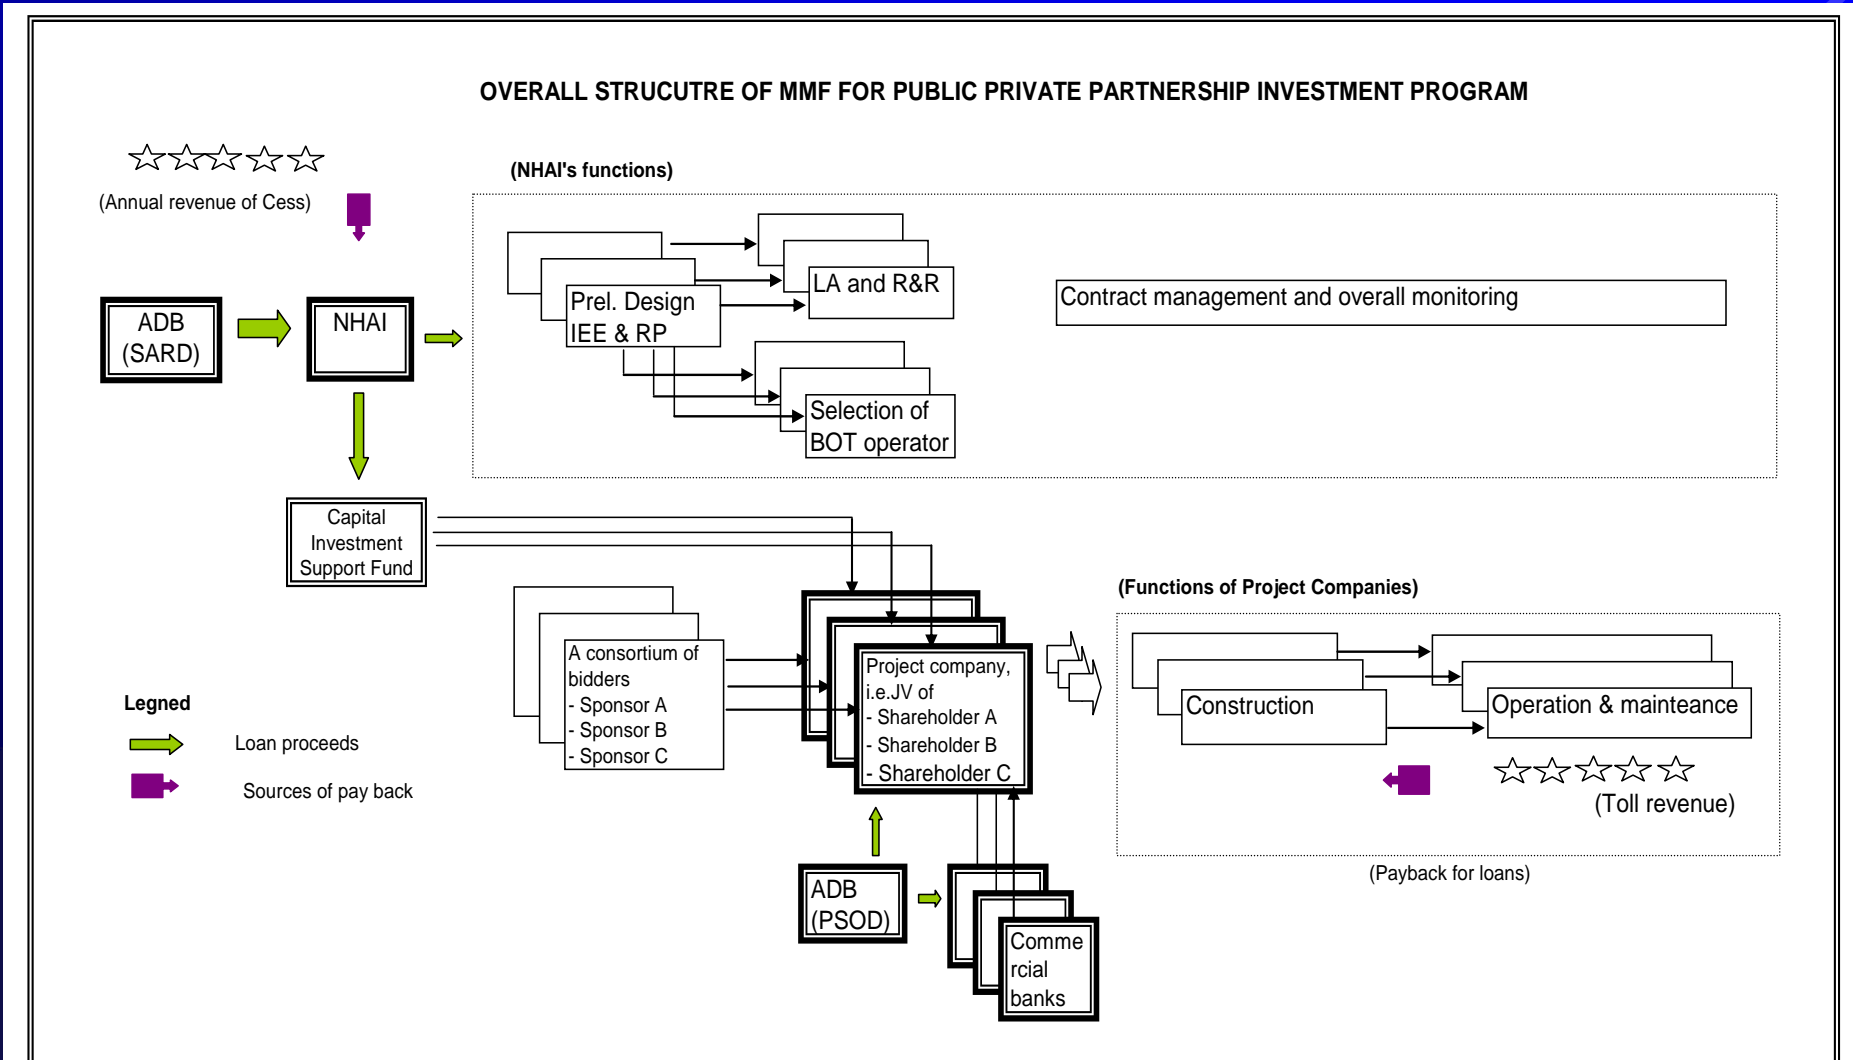 OVERALL STRUCUTRE OF MMF FOR PUBLIC PRIVATE PARTNERSHIP INVESTMENT PROGRAM
(Annual revenue of Cess)
(NHAI's functions)
ADB
(SARD)
NHAI
Prel. Design
IEE & RP
LA and R&R
Selection of
BOT operator
Contract management and overall monitoring
Capital
Investment
Support Fund
A consortium of
bidders
- Sponsor A
- Sponsor B
- Sponsor C
Project company,
i.e.JV of
- Shareholder A
- Shareholder B
- Shareholder C
(Functions of Project Companies)
Construction
Operation & mainteance
(Toll revenue)
(Payback for loans)
Legned
Loan proceeds
Sources of pay back
ADB
(PSOD)
Comme
rcial
banks